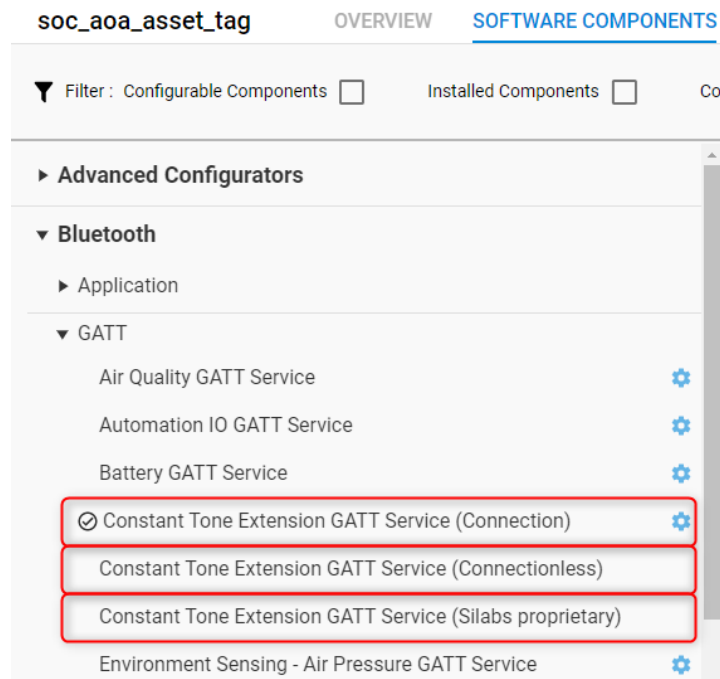 soc_aoa_asset_tag OVERVIEW SOFTWARE COMPONENTS
Filter : Configurable Components Installed Components Co
Advanced Configurators
Bluetooth
Application
GATT
Air Quality GATT Service
Automation IO GATT Service
Battery GATT Service
Constant Tone Extension GATT Service (Connection)
Constant Tone Extension GATT Service (Connectionless)
Constant Tone Extension GATT Service (Silabs proprietary)
Environment Sensing - Air Pressure GATT Service